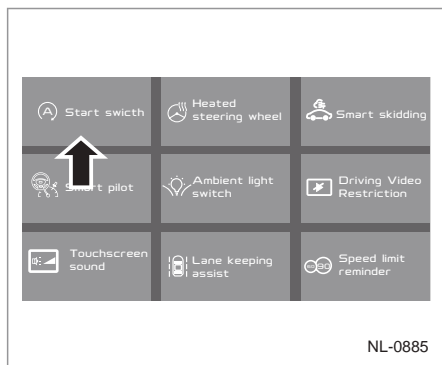 A Start swicth
Heated
steering wheel
Smart skidding
Smart pilot
Ambient light
switch
Driving Video
Restriction
Touchscreen
sound
Lane keeping
assist
Speed limit
reminder
NL-0885